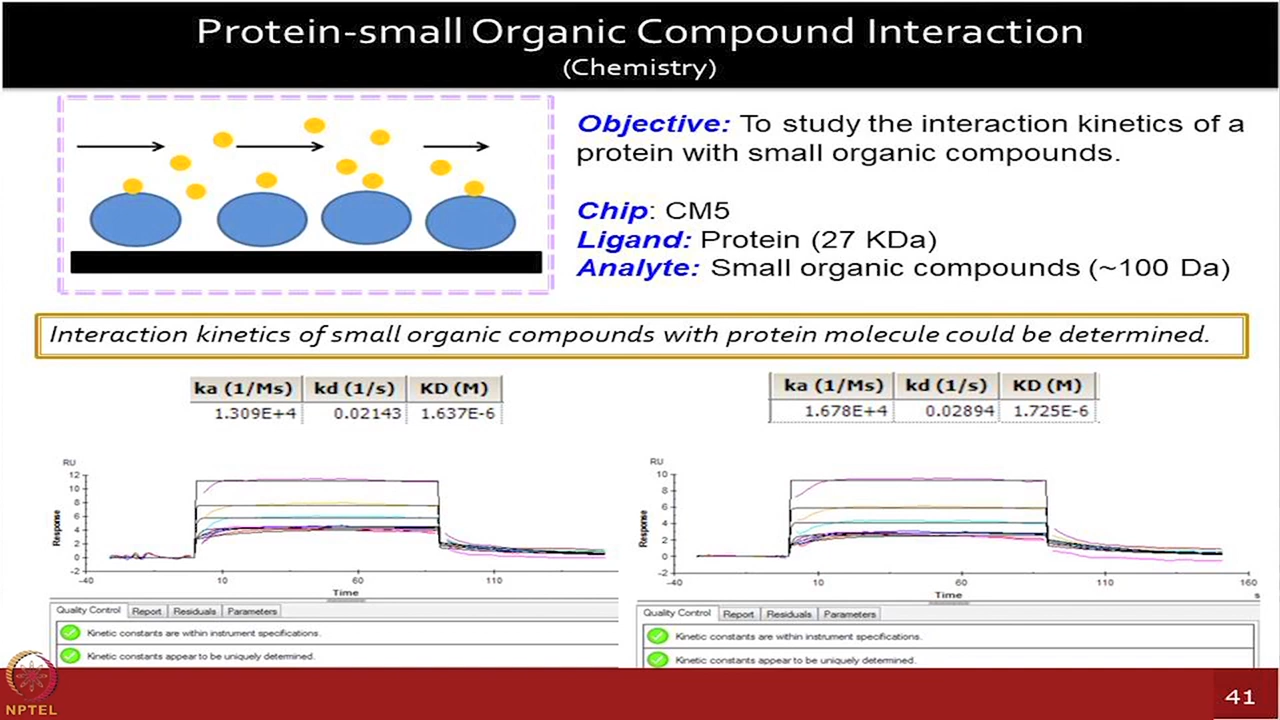 Protein-small Organic Compound Interaction
(Chemistry)
Objective: To study the interaction kinetics of a
protein with small organic compounds.
Chip: CM5
Ligand: Protein (27 KDa)
Analyte: Small organic compounds (~100 Da)
Interaction kinetics of small organic compounds with protein molecule could be determined.
ka (1/Ms) kd (1/s) KD (M)
1.309E+4 0.02143 1.637E-6
ka (1/Ms) kd (1/s) KD (M)
1.678E+4 0.02894 1.725E-6
RU
12
10
8
6
4
2
0
-2
Response
-40 10 60 110
Time
Quality Control Report Residuals Parameters
Kinetic constants are within instrument specifications.
Kinetic constants appear to be uniquely determined.
RU
10
8
6
4
2
0
-2
Response
-40 10 60 110 160
Time s
Quality Control Report Residuals Parameters
Kinetic constants are within instrument specifications.
Kinetic constants appear to be uniquely determined.
NPTEL
41